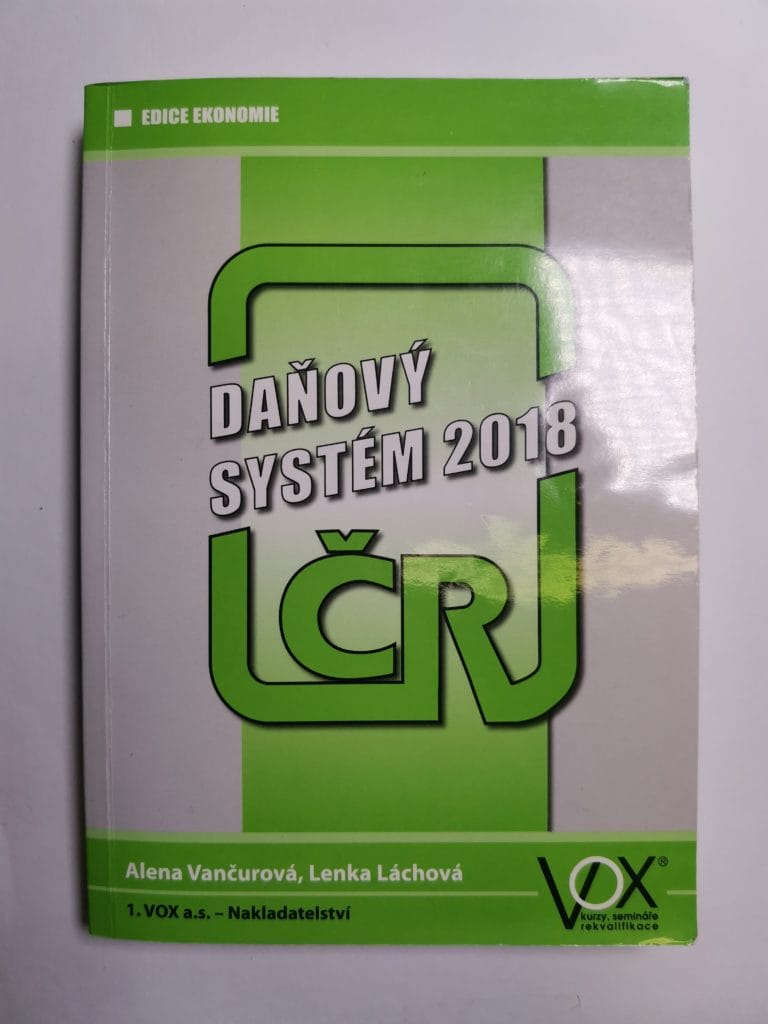 EDICE EKONOMIE
DAŇOVÝ
SYSTÉM 2018
ČR
Alena Vančurová, Lenka Láchová
1. VOX a.s. – Nakladatelství
VOX®
kurzy, semináře
rekvalifikace